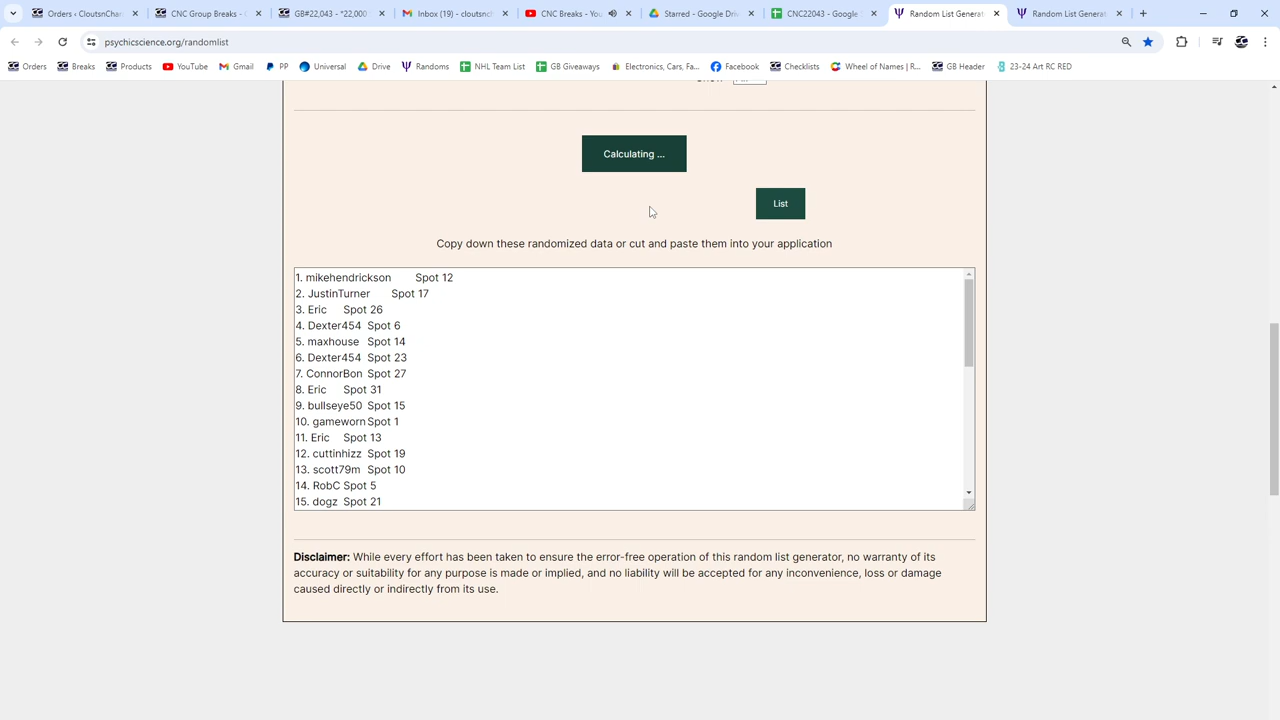 Orders ‹ CloutsnChan
CNC Group Breaks - G
GB#22,043 - *22,000
Inbox (19) - cloutsnc
CNC Breaks - You
Starred - Google Dri
CNC22043 - Google S
Random List Generat
Random List Generat
psychicscience.org/randomlist
Orders
Breaks
Products
YouTube
Gmail
PP
Universal
Drive
Randoms
NHL Team List
GB Giveaways
Electronics, Cars, Fa...
Facebook
Checklists
Wheel of Names | R...
GB Header
23-24 Art RC RED
Calculating ...
List
Copy down these randomized data or cut and paste them into your application
1. mikehendrickson Spot 12
2. JustinTurner Spot 17
3. Eric Spot 26
4. Dexter454 Spot 6
5. maxhouse Spot 14
6. Dexter454 Spot 23
7. ConnorBon Spot 27
8. Eric Spot 31
9. bullseye50 Spot 15
10. gameworn Spot 1
11. Eric Spot 13
12. cuttinhizz Spot 19
13. scott79m Spot 10
14. RobC Spot 5
15. dogz Spot 21
Disclaimer: While every effort has been taken to ensure the error-free operation of this random list generator, no warranty of its
accuracy or suitability for any purpose is made or implied, and no liability will be accepted for any inconvenience, loss or damage
caused directly or indirectly from its use.